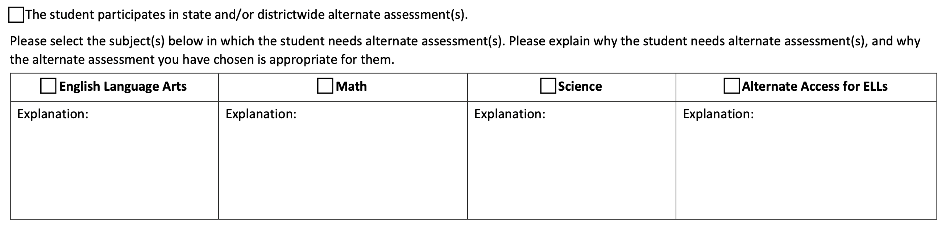 The student participates in state and/or districtwide alternate assessment(s).
Please select the subject(s) below in which the student needs alternate assessment(s). Please explain why the student needs alternate assessment(s), and why
the alternate assessment you have chosen is appropriate for them.
English Language Arts
Math
Science
Alternate Access for ELLs
Explanation:
Explanation:
Explanation:
Explanation: